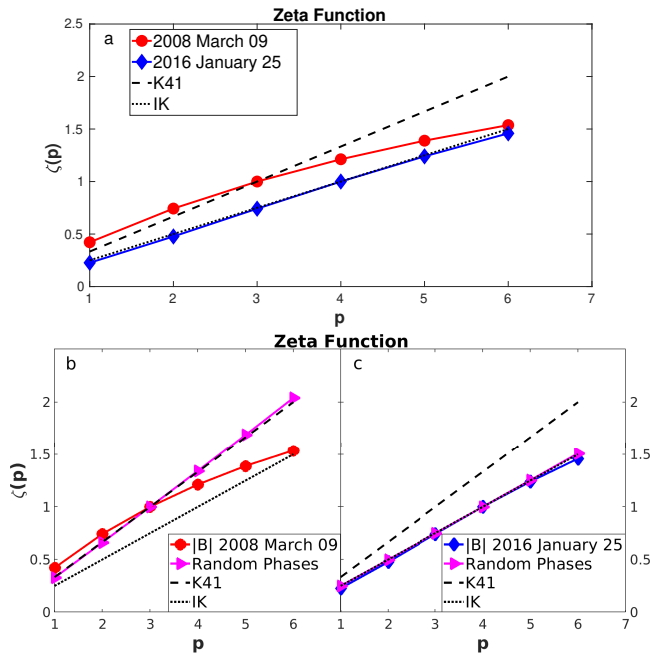 Zeta Function
a
2008 March 09
2016 January 25
K41
IK
2.5
2
1.5
1
0.5
0
ζ(p)
1 2 3 4 5 6 7
p
Zeta Function
b
c
2
1.5
1
0.5
0
ζ(p)
|B| 2008 March 09
Random Phases
K41
IK
|B| 2016 January 25
Random Phases
K41
IK
2
1.5
1
0.5
0
1 2 3 4 5 6 1 2 3 4 5 6 7
p
p